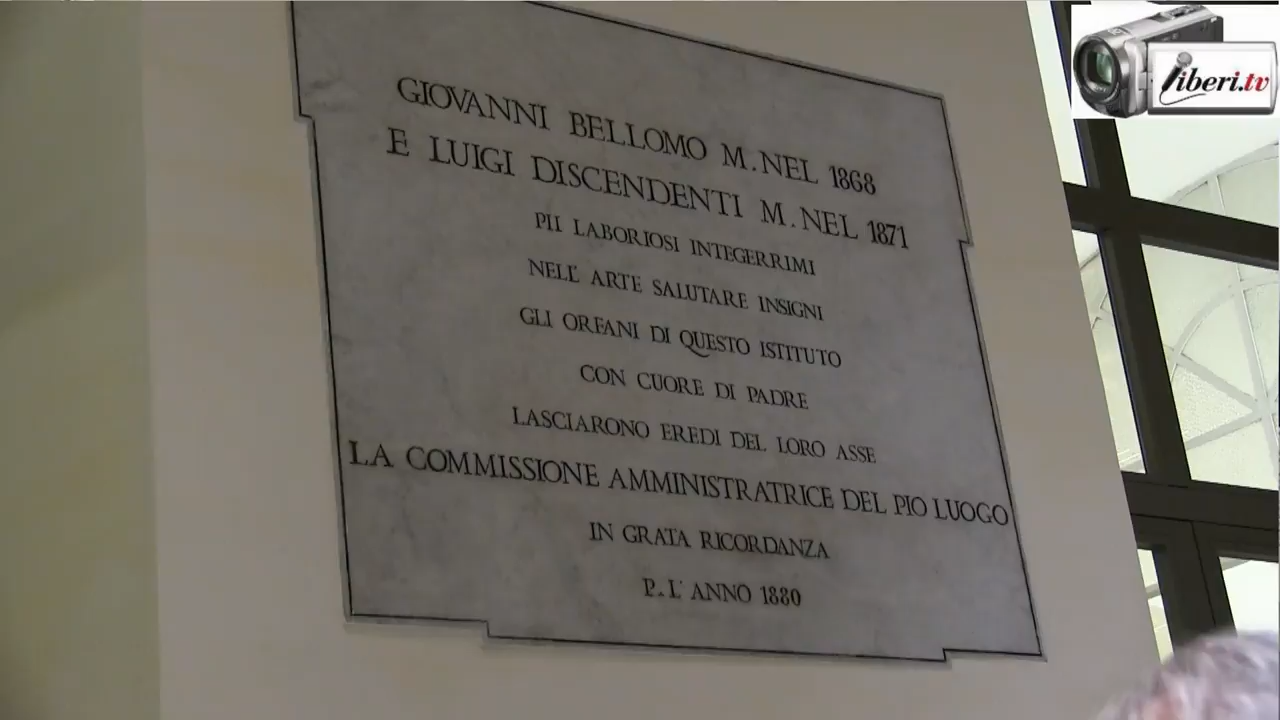 GIOVANNI BELLOMO M. NEL 1868
E LUIGI DISCENDENTI M. NEL 1871
PII LABORIOSI INTEGERRIMI
NELL' ARTE SALUTARE INSIGNI
GLI ORFANI DI QUESTO ISTITUTO
CON CUORE DI PADRE
LASCIARONO EREDI DEL LORO ASSE
LA COMMISSIONE AMMINISTRATRICE DEL PIO LUOGO
IN GRATA RICORDANZA
P. L' ANNO 1880
liberi.tv